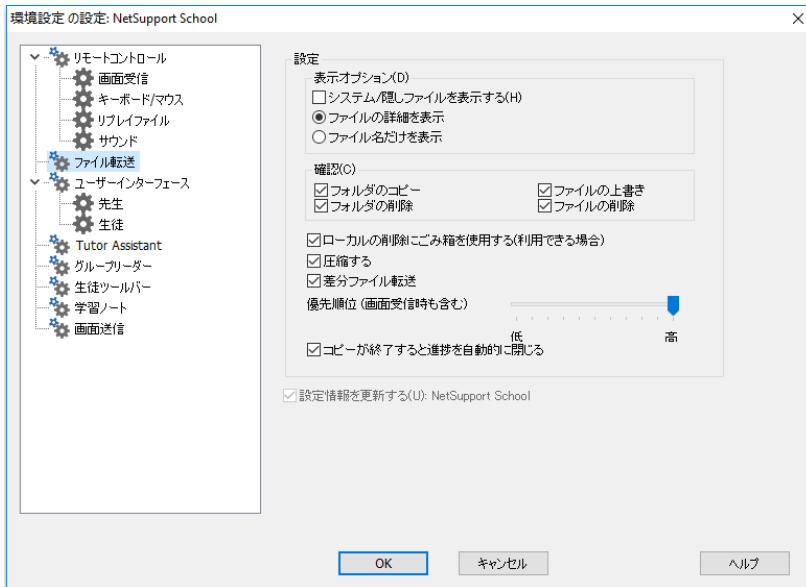 環境設定 の設定: NetSupport School
リモートコントロール
画面受信
キーボード/マウス
リプレイファイル
サウンド
ファイル転送
ユーザーインターフェース
先生
生徒
Tutor Assistant
グループリーダー
生徒ツールバー
学習ノート
画面送信
設定
表示オプション(D)
システム/隠しファイルを表示する(H)
ファイルの詳細を表示
ファイル名だけを表示
確認(C)
フォルダのコピー ファイルの上書き
フォルダの削除 ファイルの削除
ローカルの削除にごみ箱を使用する(利用できる場合)
圧縮する
差分ファイル転送
優先順位 (画面受信時も含む)
低 高
コピーが終了すると進捗を自動的に閉じる
設定情報を更新する(U): NetSupport School
OK キャンセル ヘルプ